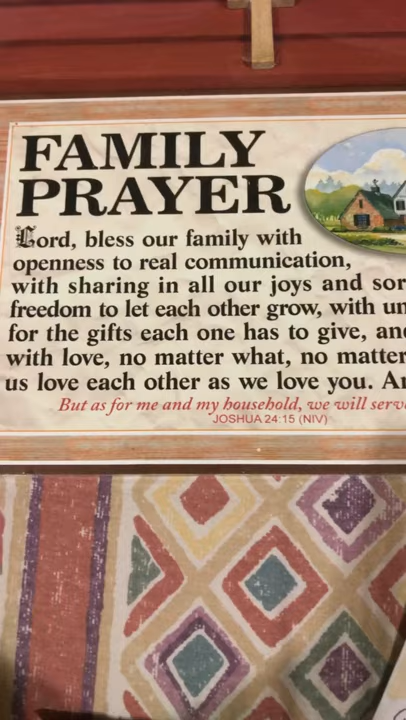 FAMILY
PRAYER
Lord, bless our family with
openness to real communication,
with sharing in all our joys and sor
freedom to let each other grow, with un
for the gifts each one has to give, and
with love, no matter what, no matter
us love each other as we love you. A
But as for me and my household, we will serv
JOSHUA 24:15 (NIV)